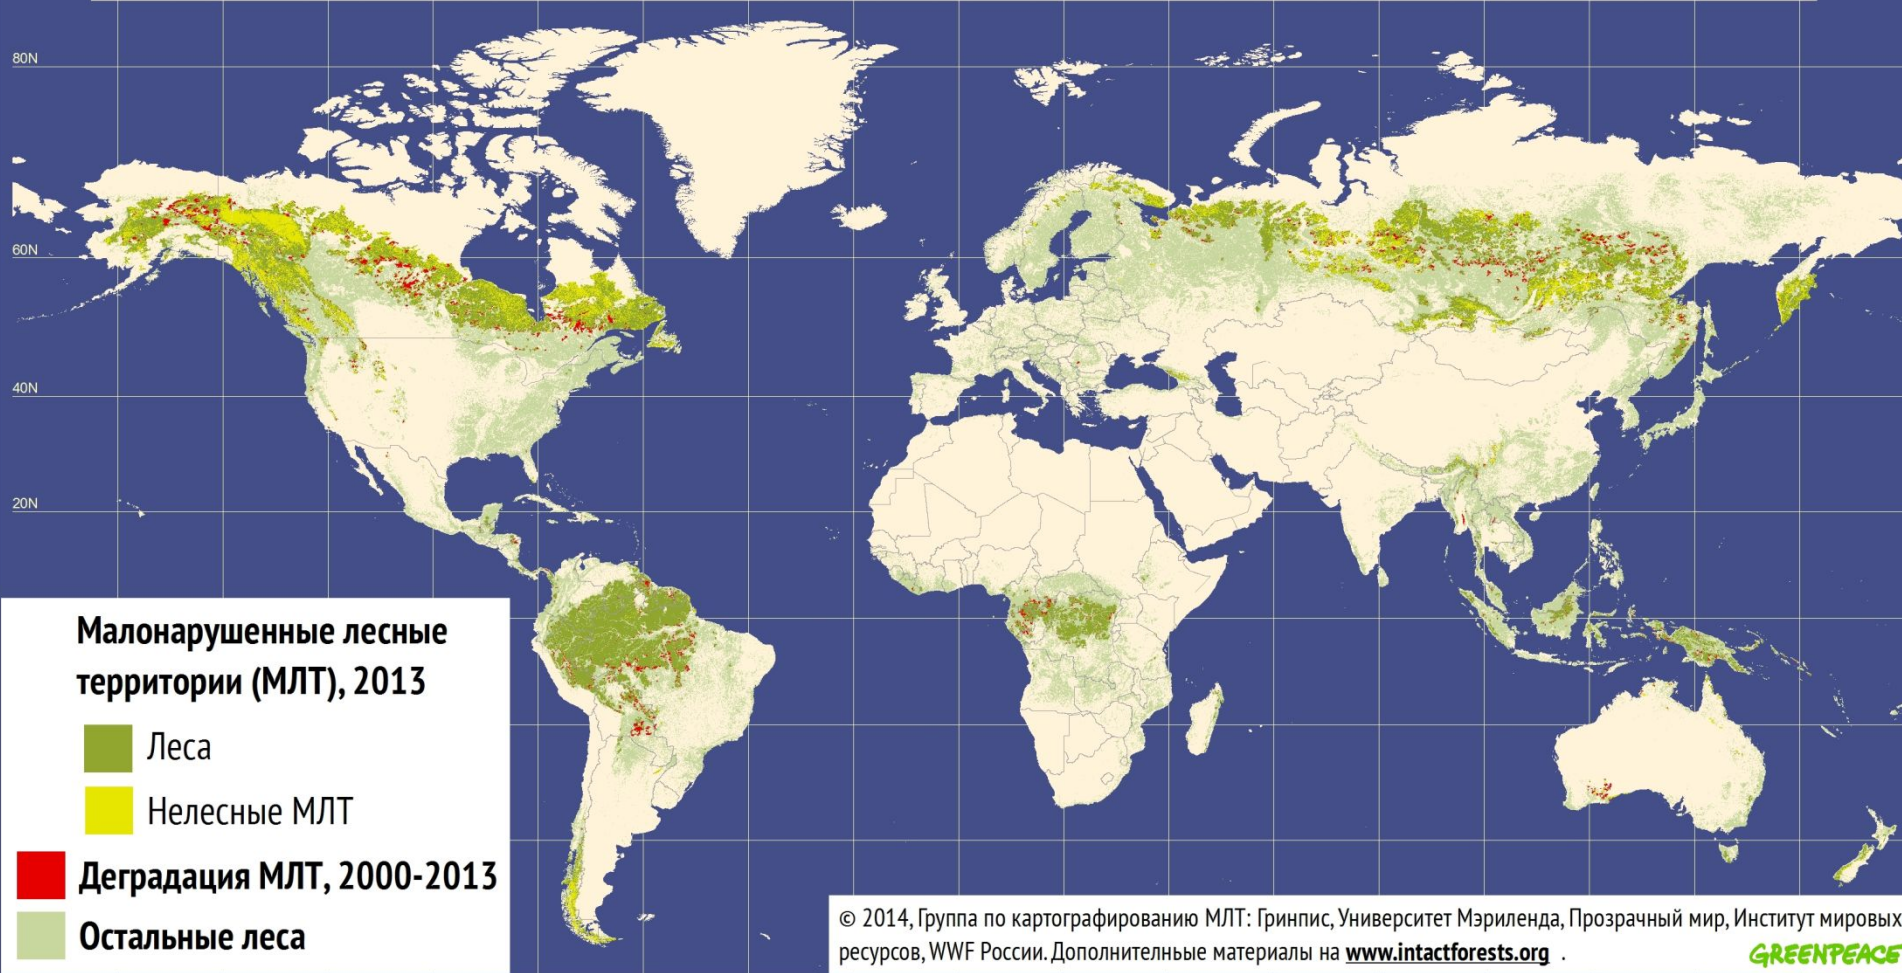 80N
60N
40N
20N
Малонарушенные лесные
территории (МЛТ), 2013
Леса
Нелесные МЛТ
Деградация МЛТ, 2000-2013
Остальные леса
© 2014, Группа по картографированию МЛТ: Гринпис, Университет Мэриленда, Прозрачный мир, Институт мировых
ресурсов, WWF России. Дополнителньые материалы на www.intactforests.org .
GREENPEACE